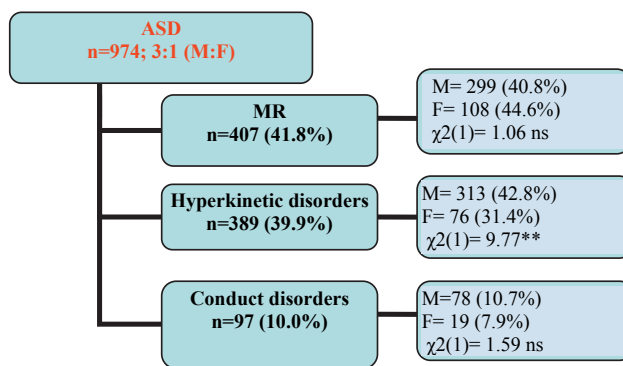 ASD
n=974; 3:1 (M:F)
MR
n=407 (41.8%)
M= 299 (40.8%)
F= 108 (44.6%)
χ2(1)= 1.06 ns
Hyperkinetic disorders
n=389 (39.9%)
M= 313 (42.8%)
F= 76 (31.4%)
χ2(1)= 9.77**
Conduct disorders
n=97 (10.0%)
M=78 (10.7%)
F= 19 (7.9%)
χ2(1)= 1.59 ns